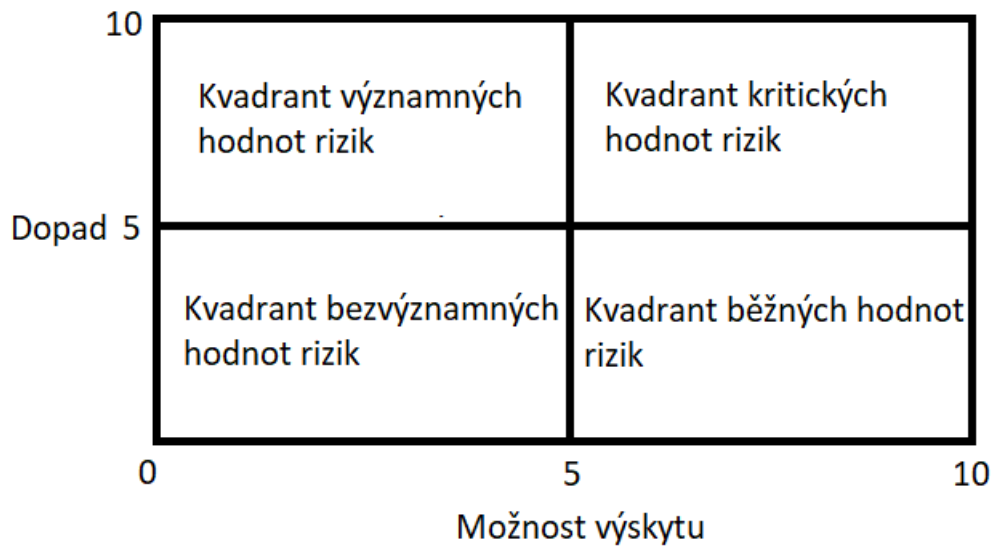 10
Kvadrant významných
hodnot rizik
Kvadrant kritických
hodnot rizik
Dopad 5
Kvadrant bezvýznamných
hodnot rizik
Kvadrant běžných hodnot
rizik
0
5
10
Možnost výskytu